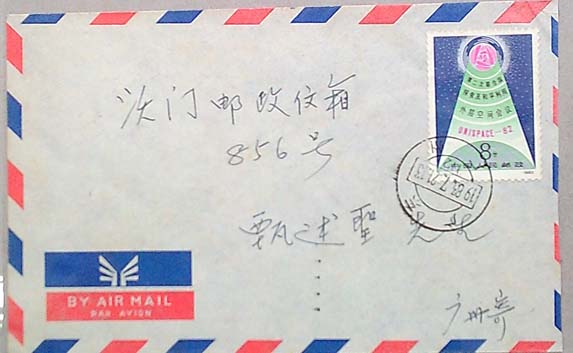 第二次联合国
探索及和平利用
外层空间会议
UNISPACE-82
8分
中国人民邮政
澳门邮政信箱
856号
甄述聖 先生
广州寄
BY AIR MAIL
PAR AVION